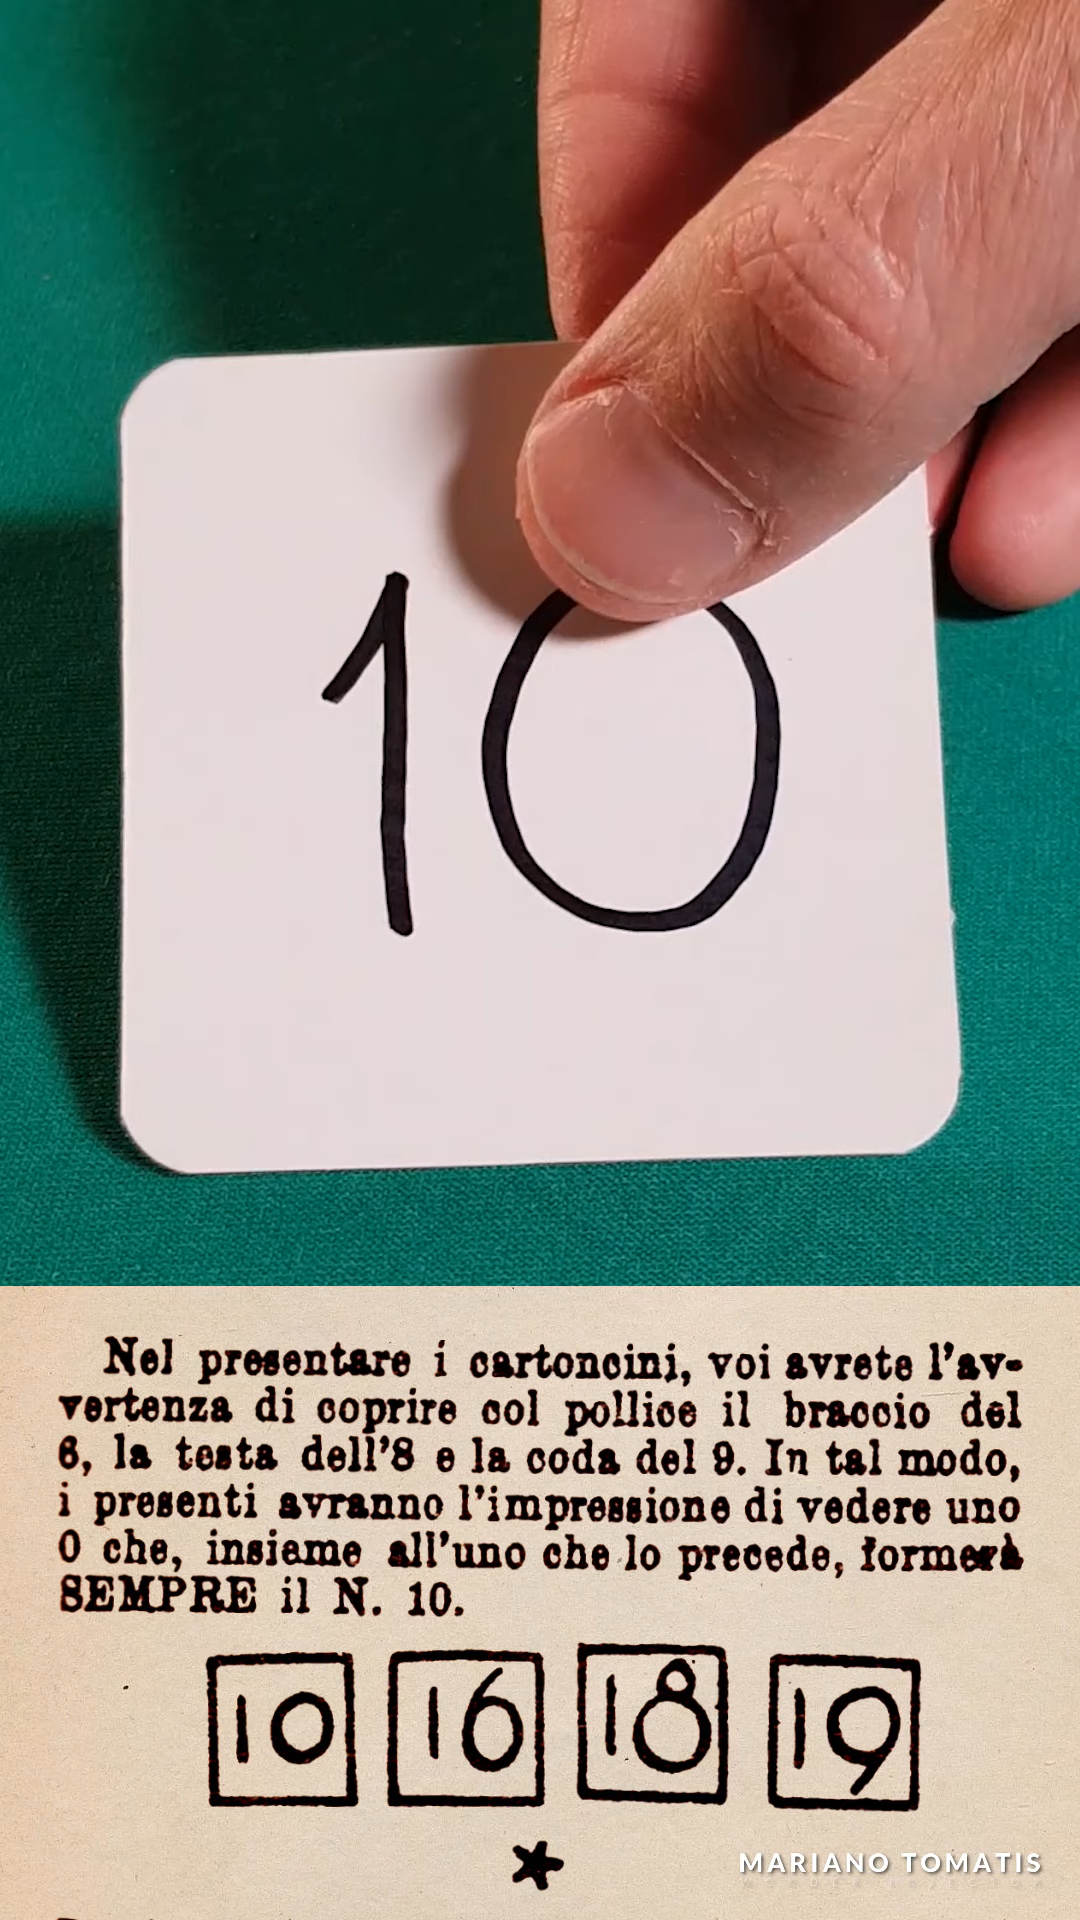 10
Nel presentare i cartoncini, voi avrete l'av-
vertenza di coprire col pollice il braccio del
6, la testa dell'8 e la coda del 9. In tal modo,
i presenti avranno l'impressione di vedere uno
0 che, insieme all'uno che lo precede, formerà
SEMPRE il N. 10.
10 16 18 19
MARIANO TOMATIS